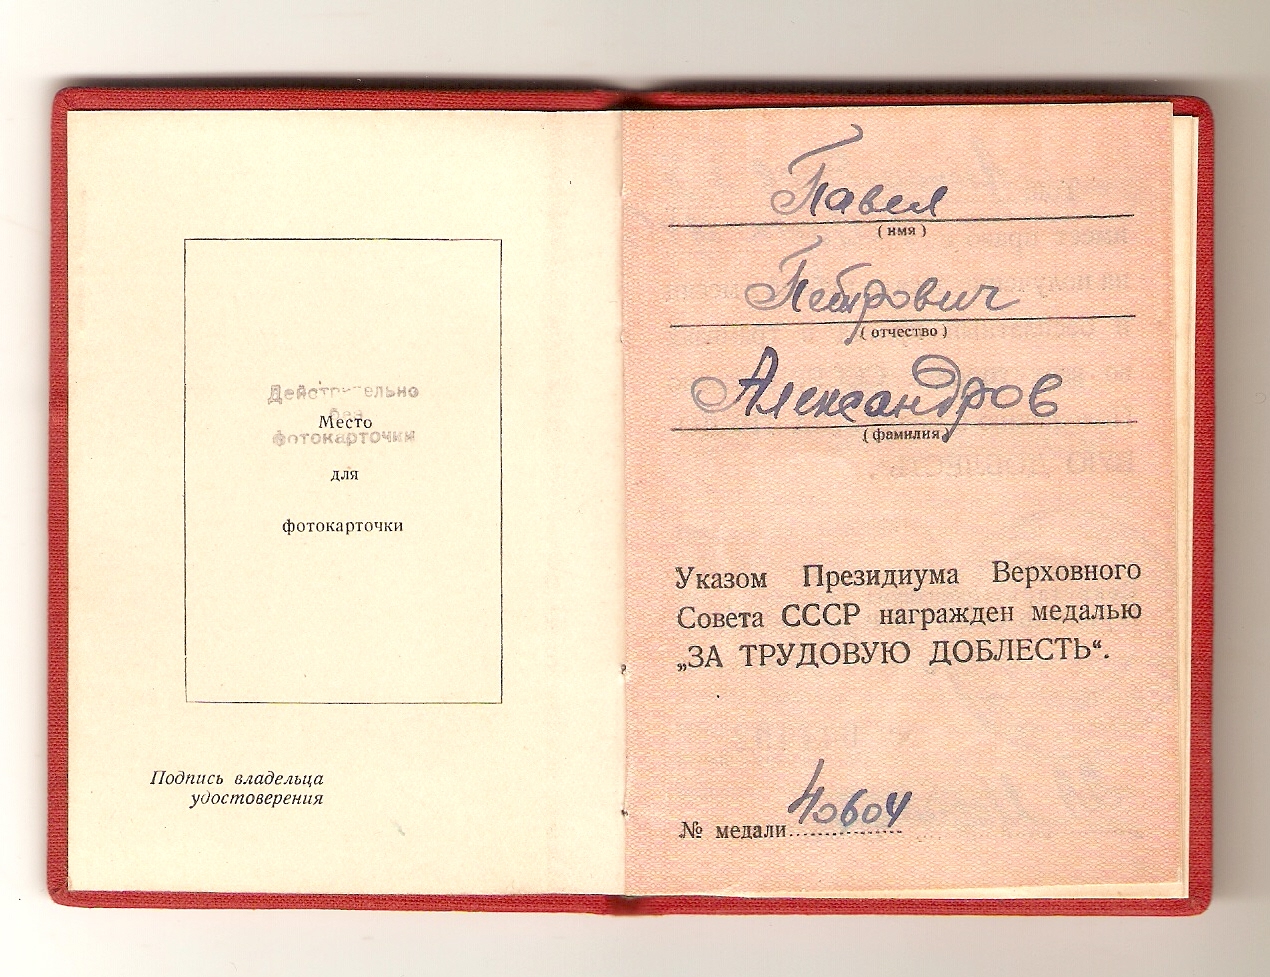 Действительно
без
фотокарточки
Место
для
фотокарточки
Подпись владельца
удостоверения
Павел
( имя )
Петрович
( отчество )
Александров
( фамилия )
Указом Президиума Верховного
Совета СССР награжден медалью
„ЗА ТРУДОВУЮ ДОБЛЕСТЬ“.
№ медали 40604